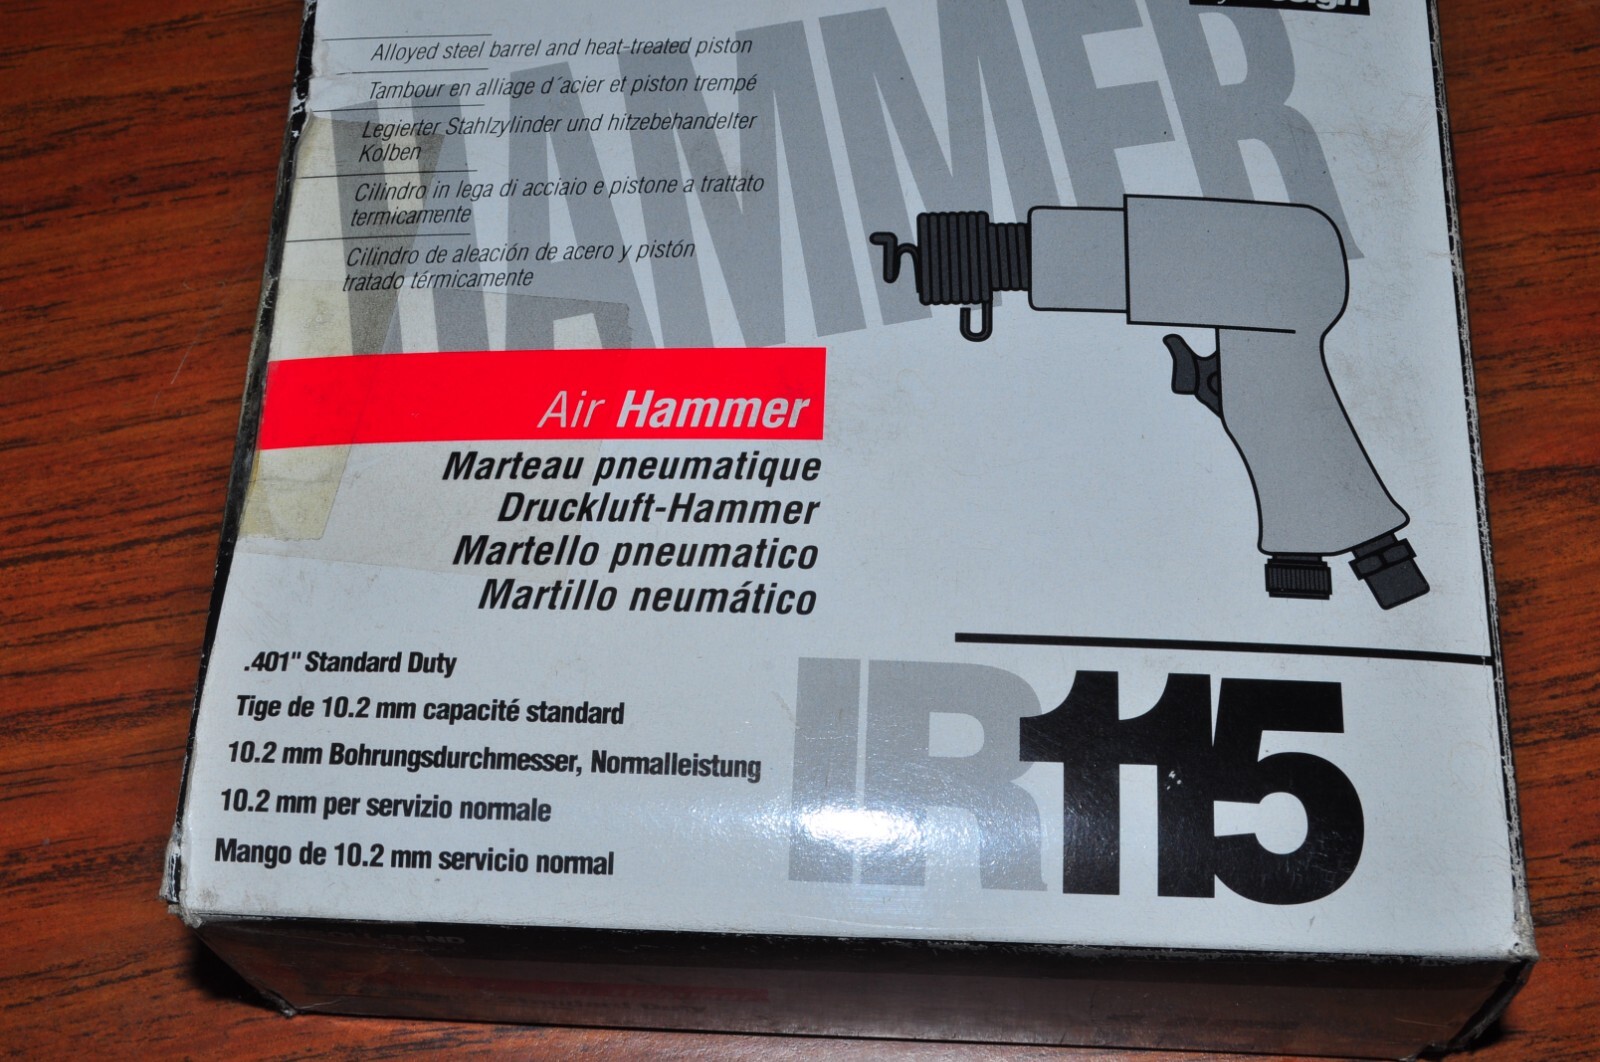 HAMMER
Alloyed steel barrel and heat-treated piston
Tambour en alliage d´acier et piston trempé
Legierter Stahlzylinder und hitzebehandelter
Kolben
Cilindro in lega di acciaio e pistone a trattato
termicamente
Cilindro de aleación de acero y pistón
tratado térmicamente
Air Hammer
Marteau pneumatique
Druckluft-Hammer
Martello pneumatico
Martillo neumático
.401" Standard Duty
Tige de 10.2 mm capacité standard
10.2 mm Bohrungsdurchmesser, Normalleistung
10.2 mm per servizio normale
Mango de 10.2 mm servicio normal
IR115